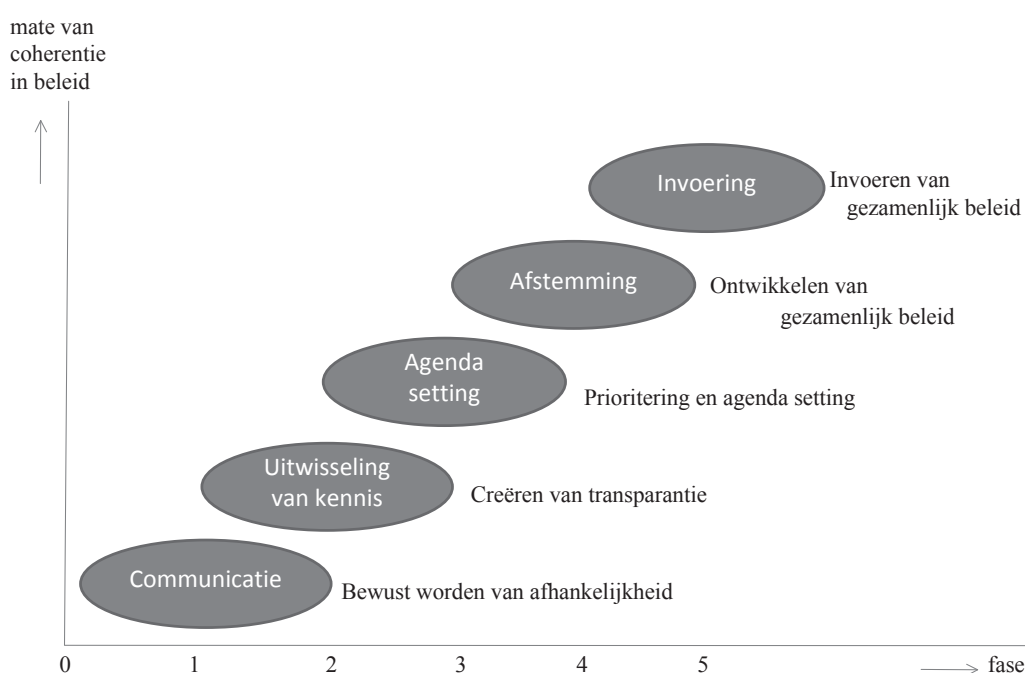 mate van
coherentie
in beleid
Invoering
Invoeren van
gezamenlijk beleid
Afstemming
Ontwikkelen van
gezamenlijk beleid
Agenda
setting
Prioritering en agenda setting
Uitwisseling
van kennis
Creëren van transparantie
Communicatie
Bewust worden van afhankelijkheid
0 1 2 3 4 5 fase